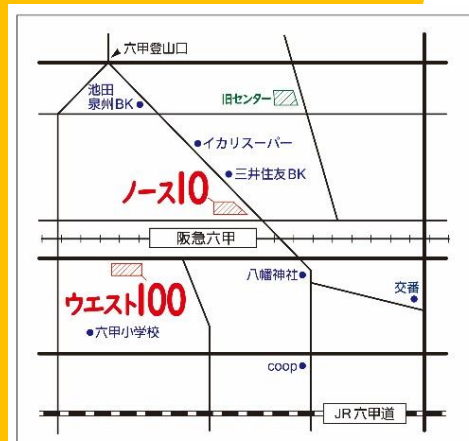 六甲登山口
池田
泉州BK
旧センター
イカリスーパー
三井住友BK
ノース10
阪急六甲
八幡神社
ウエスト100
交番
六甲小学校
coop
JR六甲道